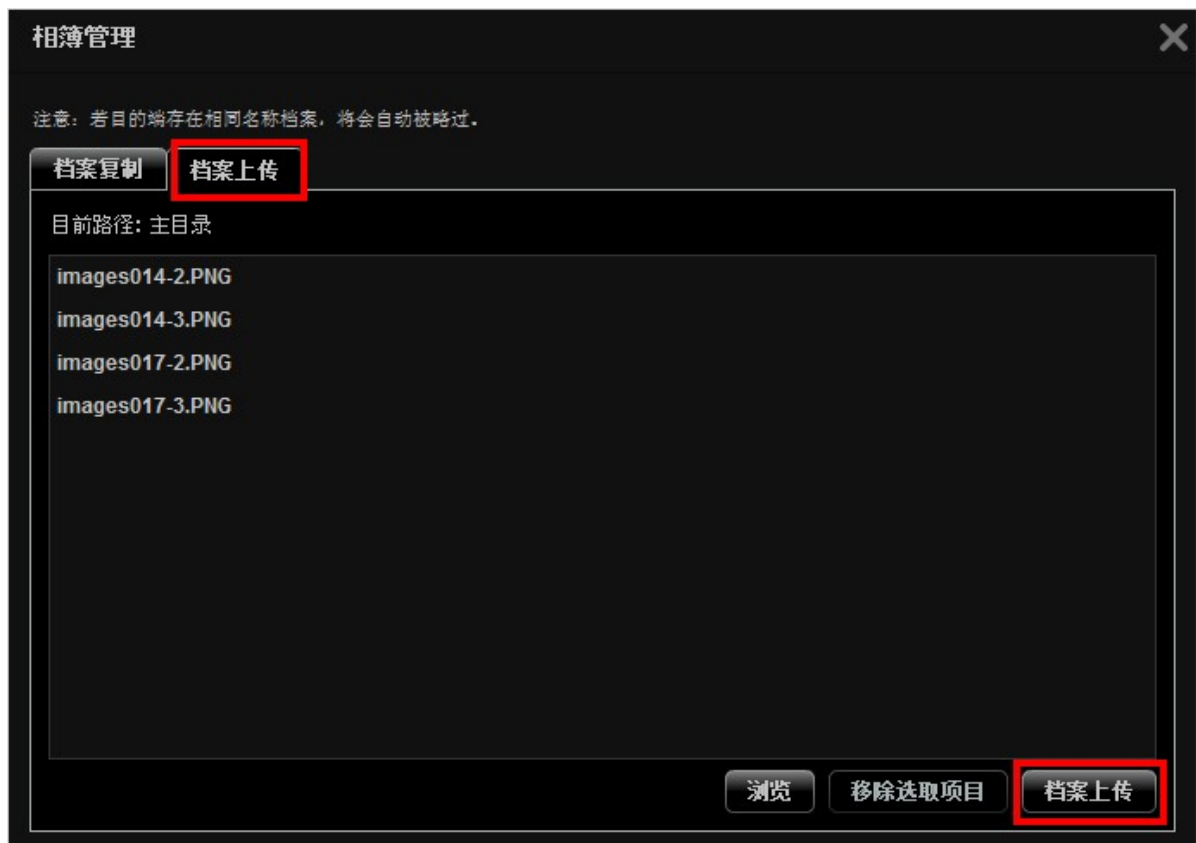 相簿管理
注意：若目的端存在相同名称档案，将会自动被略过。
档案复制 档案上传
目前路径: 主目录
images014-2.PNG
images014-3.PNG
images017-2.PNG
images017-3.PNG
浏览 移除选取项目 档案上传